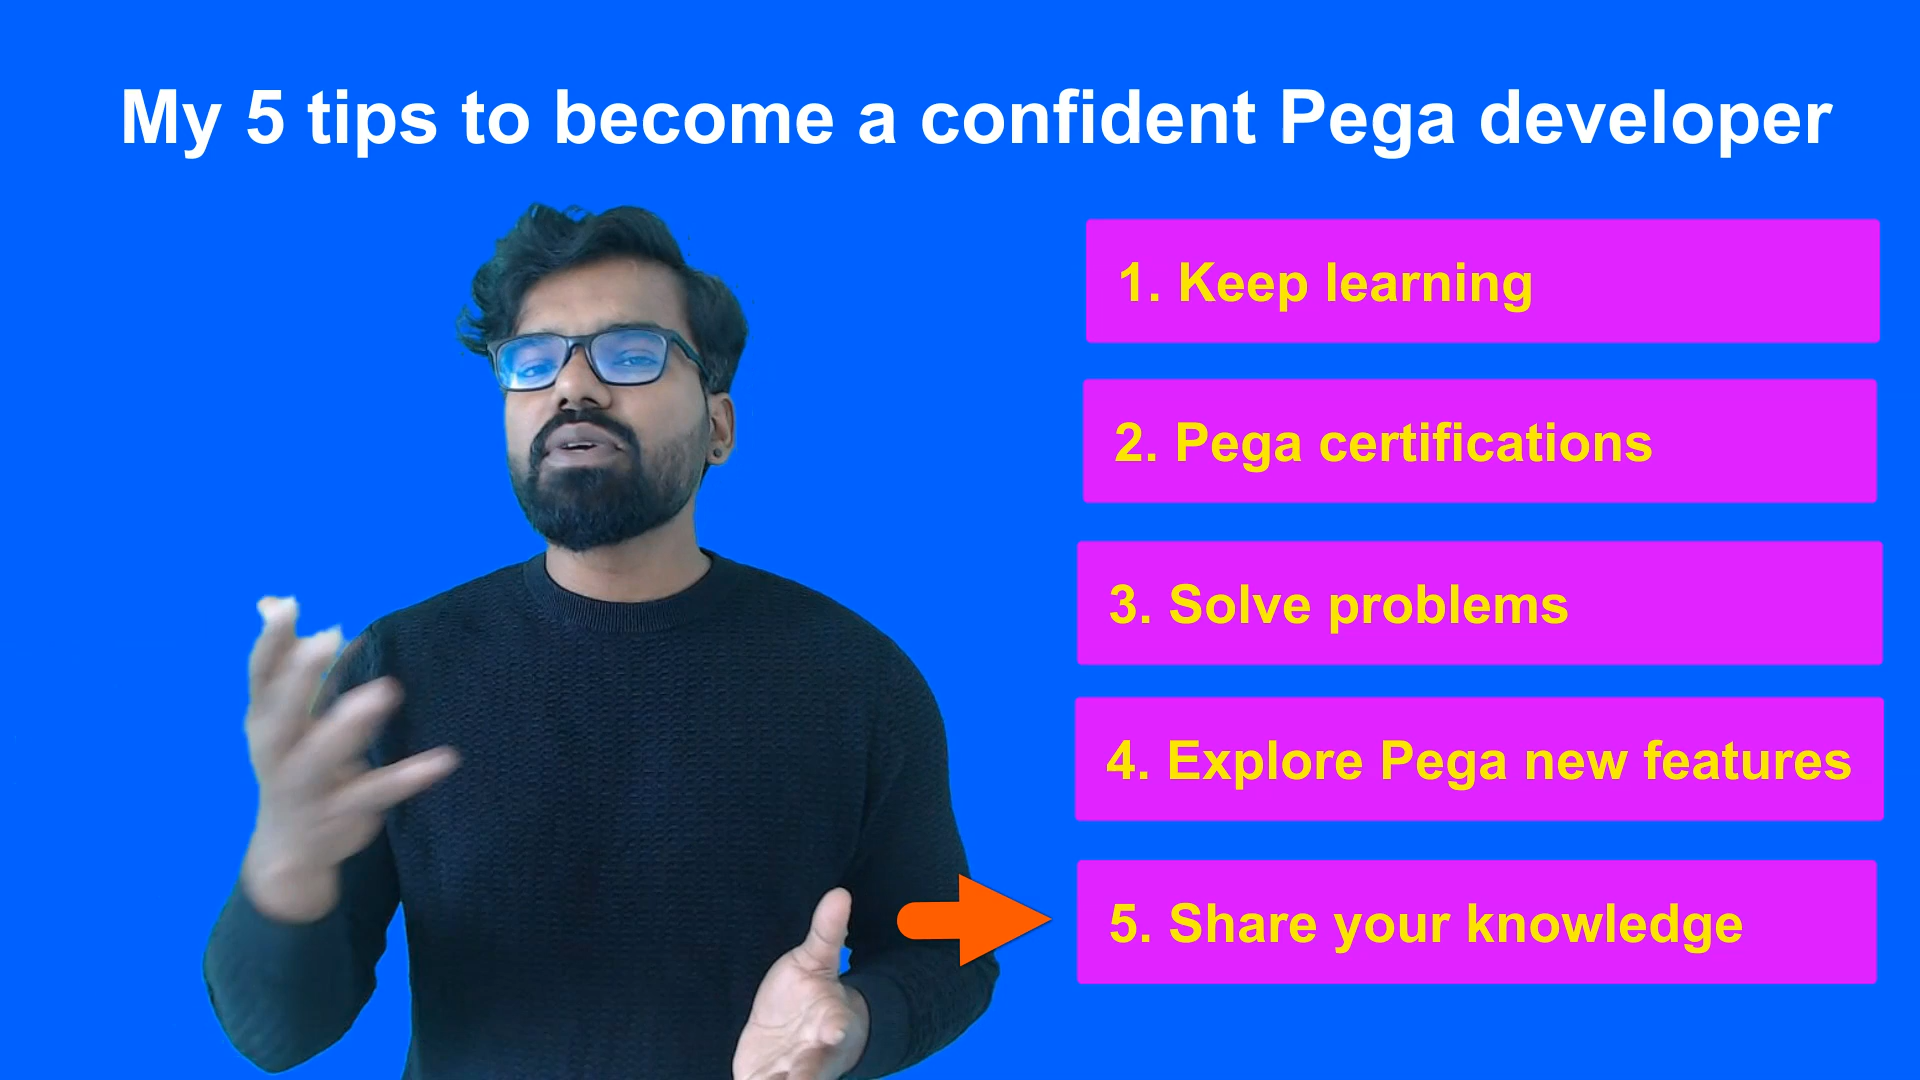 My 5 tips to become a confident Pega developer
1. Keep learning
2. Pega certifications
3. Solve problems
4. Explore Pega new features
5. Share your knowledge